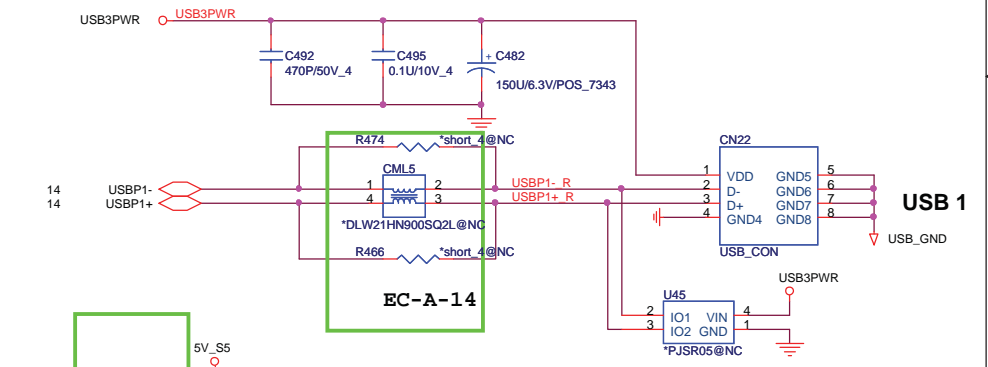 USB3PWR USB3PWR
C492
470P/50V_4
C495
0.1U/10V_4
+ C482
150U/6.3V/POS_7343
R474 *short_4@NC
CML5
1 2
4 3
*DLW21HN900SQ2L@NC
R466 *short_4@NC
EC-A-14
14 USBP1-
14 USBP1+
USBP1-_R
USBP1+_R
CN22
1 VDD GND5 5
2 D- GND6 6
3 D+ GND7 7
4 GND4 GND8 8
USB_CON
USB 1
USB_GND
USB3PWR
U45
2 IO1 VIN 4
3 IO2 GND 1
*PJSR05@NC
5V_S5